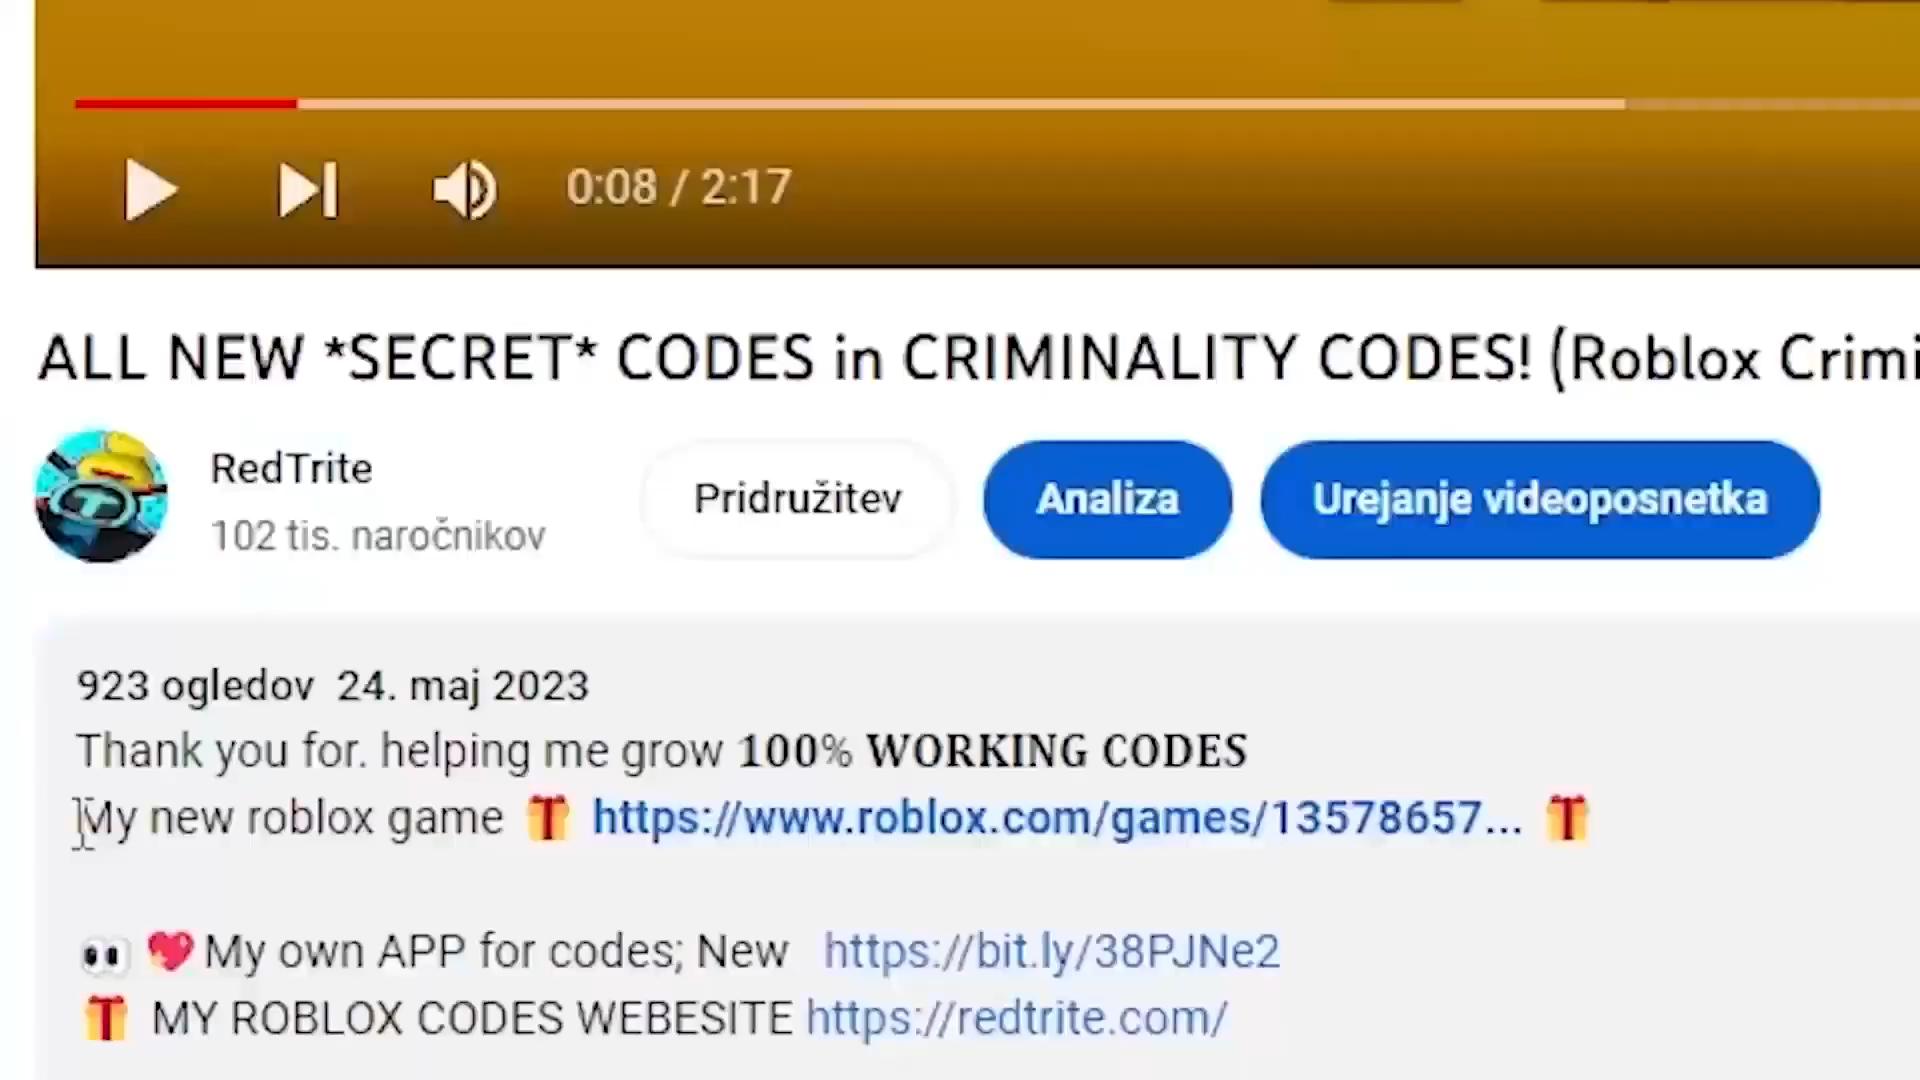 0:08 / 2:17
ALL NEW *SECRET* CODES in CRIMINALITY CODES! (Roblox Crimi
RedTrite
102 tis. naročnikov
Pridružitev
Analiza
Urejanje videoposnetka
923 ogledov 24. maj 2023
Thank you for. helping me grow 100% WORKING CODES
My new roblox game 🎁 https://www.roblox.com/games/13578657... 🎁
👀 💖 My own APP for codes; New https://bit.ly/38PJNe2
🎁 MY ROBLOX CODES WEBESITE https://redtrite.com/